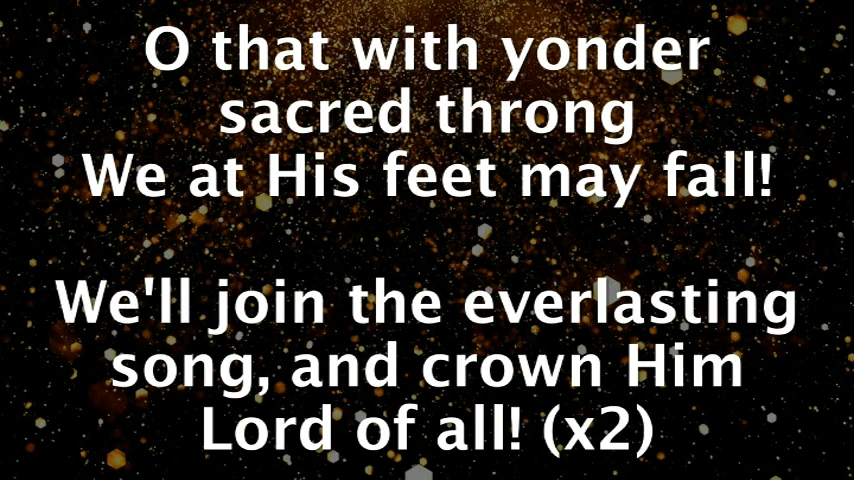 O that with yonder
sacred throng
We at His feet may fall!
We'll join the everlasting
song, and crown Him
Lord of all! (x2)